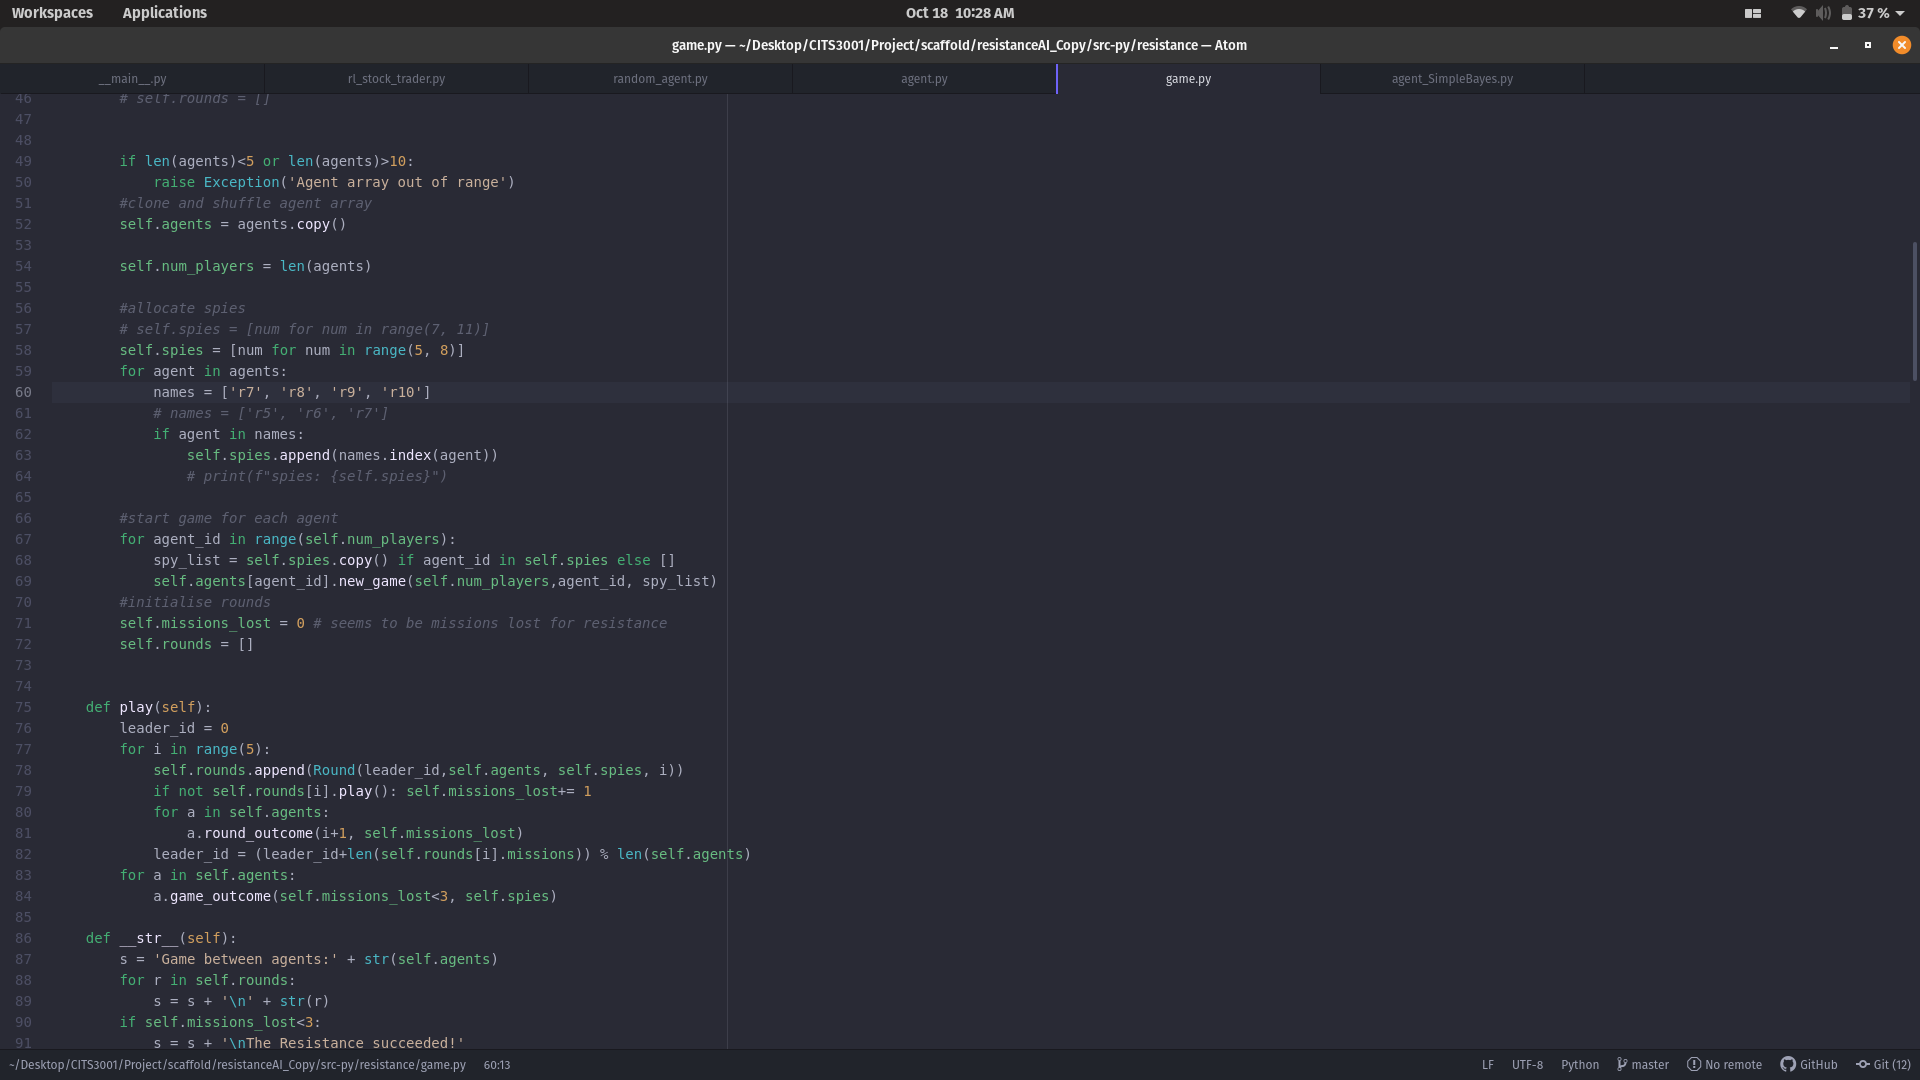 Workspaces Applications Oct 18 10:28 AM 37 %
game.py — ~/Desktop/CITS3001/Project/scaffold/resistanceAI_Copy/src-py/resistance — Atom
__main__.py rl_stock_trader.py random_agent.py agent.py game.py agent_SimpleBayes.py
46 # self.rounds = []
47
48
49 if len(agents)<5 or len(agents)>10:
50 raise Exception('Agent array out of range')
51 #clone and shuffle agent array
52 self.agents = agents.copy()
53
54 self.num_players = len(agents)
55
56 #allocate spies
57 # self.spies = [num for num in range(7, 11)]
58 self.spies = [num for num in range(5, 8)]
59 for agent in agents:
60 names = ['r7', 'r8', 'r9', 'r10']
61 # names = ['r5', 'r6', 'r7']
62 if agent in names:
63 self.spies.append(names.index(agent))
64 # print(f"spies: {self.spies}")
65
66 #start game for each agent
67 for agent_id in range(self.num_players):
68 spy_list = self.spies.copy() if agent_id in self.spies else []
69 self.agents[agent_id].new_game(self.num_players,agent_id, spy_list)
70 #initialise rounds
71 self.missions_lost = 0 # seems to be missions lost for resistance
72 self.rounds = []
73
74
75 def play(self):
76 leader_id = 0
77 for i in range(5):
78 self.rounds.append(Round(leader_id,self.agents, self.spies, i))
79 if not self.rounds[i].play(): self.missions_lost+= 1
80 for a in self.agents:
81 a.round_outcome(i+1, self.missions_lost)
82 leader_id = (leader_id+len(self.rounds[i].missions)) % len(self.agents)
83 for a in self.agents:
84 a.game_outcome(self.missions_lost<3, self.spies)
85
86 def __str__(self):
87 s = 'Game between agents:' + str(self.agents)
88 for r in self.rounds:
89 s = s + '\n' + str(r)
90 if self.missions_lost<3:
91 s = s + '\nThe Resistance succeeded!'
~/Desktop/CITS3001/Project/scaffold/resistanceAI_Copy/src-py/resistance/game.py 60:13 LF UTF-8 Python master No remote GitHub Git (12)